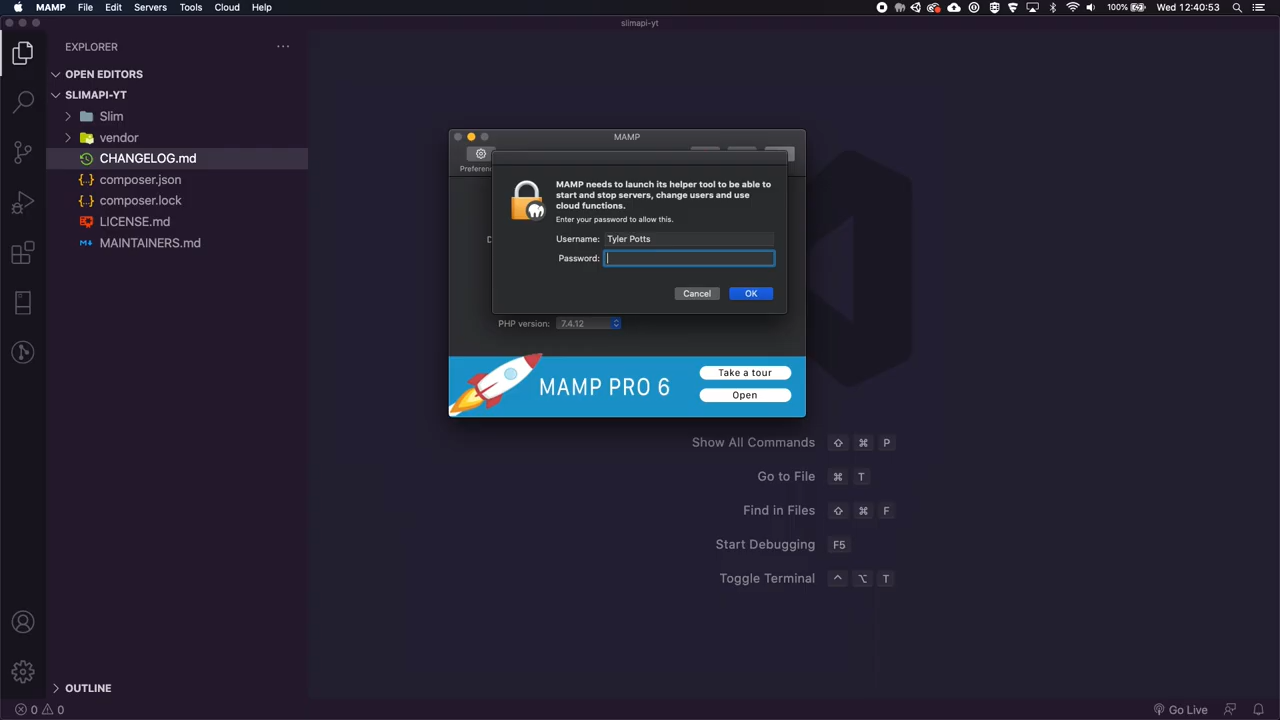 MAMP File Edit Servers Tools Cloud Help
100% Wed 12:40:53
slimapi-yt
EXPLORER
OPEN EDITORS
SLIMAPI-YT
Slim
vendor
CHANGELOG.md
composer.json
composer.lock
LICENSE.md
MAINTAINERS.md
OUTLINE
MAMP
MAMP needs to launch its helper tool to be able to
start and stop servers, change users and use
cloud functions.
Enter your password to allow this.
Username: Tyler Potts
Password:
Cancel OK
PHP version: 7.4.12
MAMP PRO 6
Take a tour
Open
Show All Commands ⇧ ⌘ P
Go to File ⌘ T
Find in Files ⇧ ⌘ F
Start Debugging F5
Toggle Terminal ^ ⌥ T
0 0
Go Live